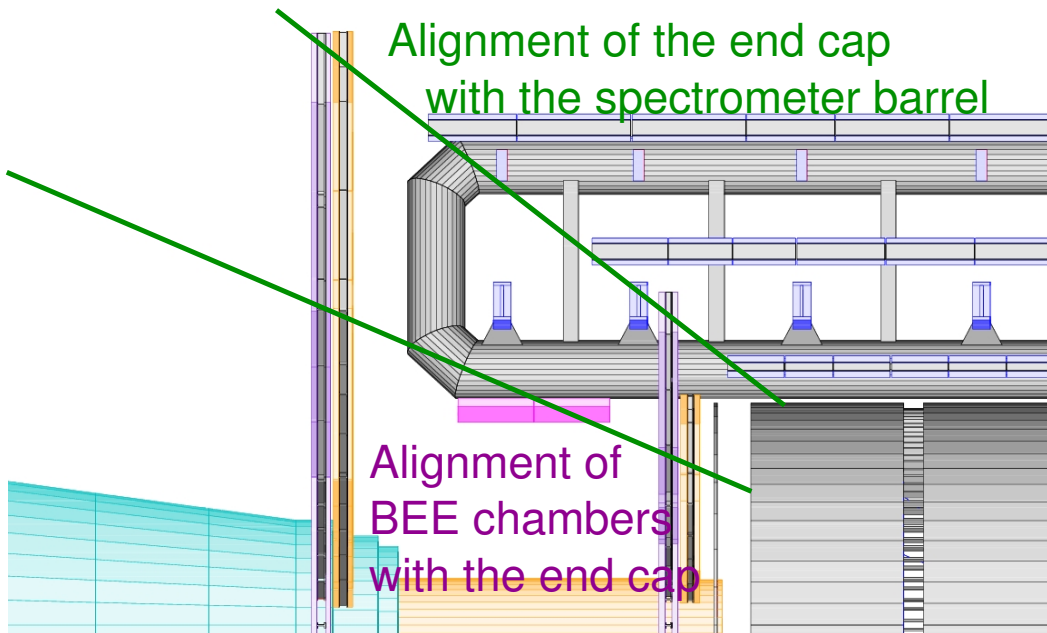 Alignment of the end cap
with the spectrometer barrel
Alignment of
BEE chambers
with the end cap